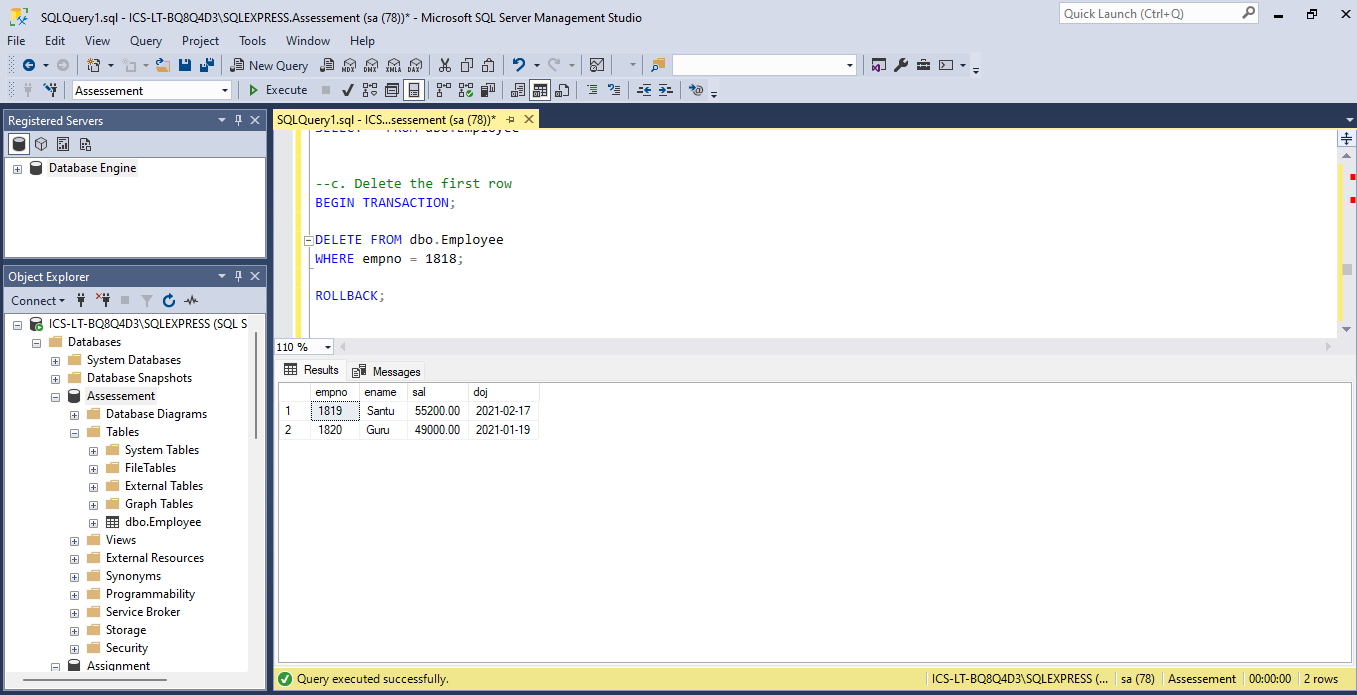 SQLQuery1.sql - ICS-LT-BQ8Q4D3\SQLEXPRESS.Assessement (sa (78))* - Microsoft SQL Server Management Studio
Quick Launch (Ctrl+Q)
File Edit View Query Project Tools Window Help
New Query
MDX DMX XMLA DAX
Assessement
Execute
Registered Servers
Database Engine
Object Explorer
Connect
ICS-LT-BQ8Q4D3\SQLEXPRESS (SQL S
Databases
System Databases
Database Snapshots
Assessement
Database Diagrams
Tables
System Tables
FileTables
External Tables
Graph Tables
dbo.Employee
Views
External Resources
Synonyms
Programmability
Service Broker
Storage
Security
Assignment
SQLQuery1.sql - ICS...sessement (sa (78))*
SELECT * FROM dbo.Employee
--c. Delete the first row
BEGIN TRANSACTION;
DELETE FROM dbo.Employee
WHERE empno = 1818;
ROLLBACK;
110 %
Results Messages
empno ename sal doj
1 1819 Santu 55200.00 2021-02-17
2 1820 Guru 49000.00 2021-01-19
Query executed successfully.
ICS-LT-BQ8Q4D3\SQLEXPRESS (... sa (78) Assessement 00:00:00 2 rows